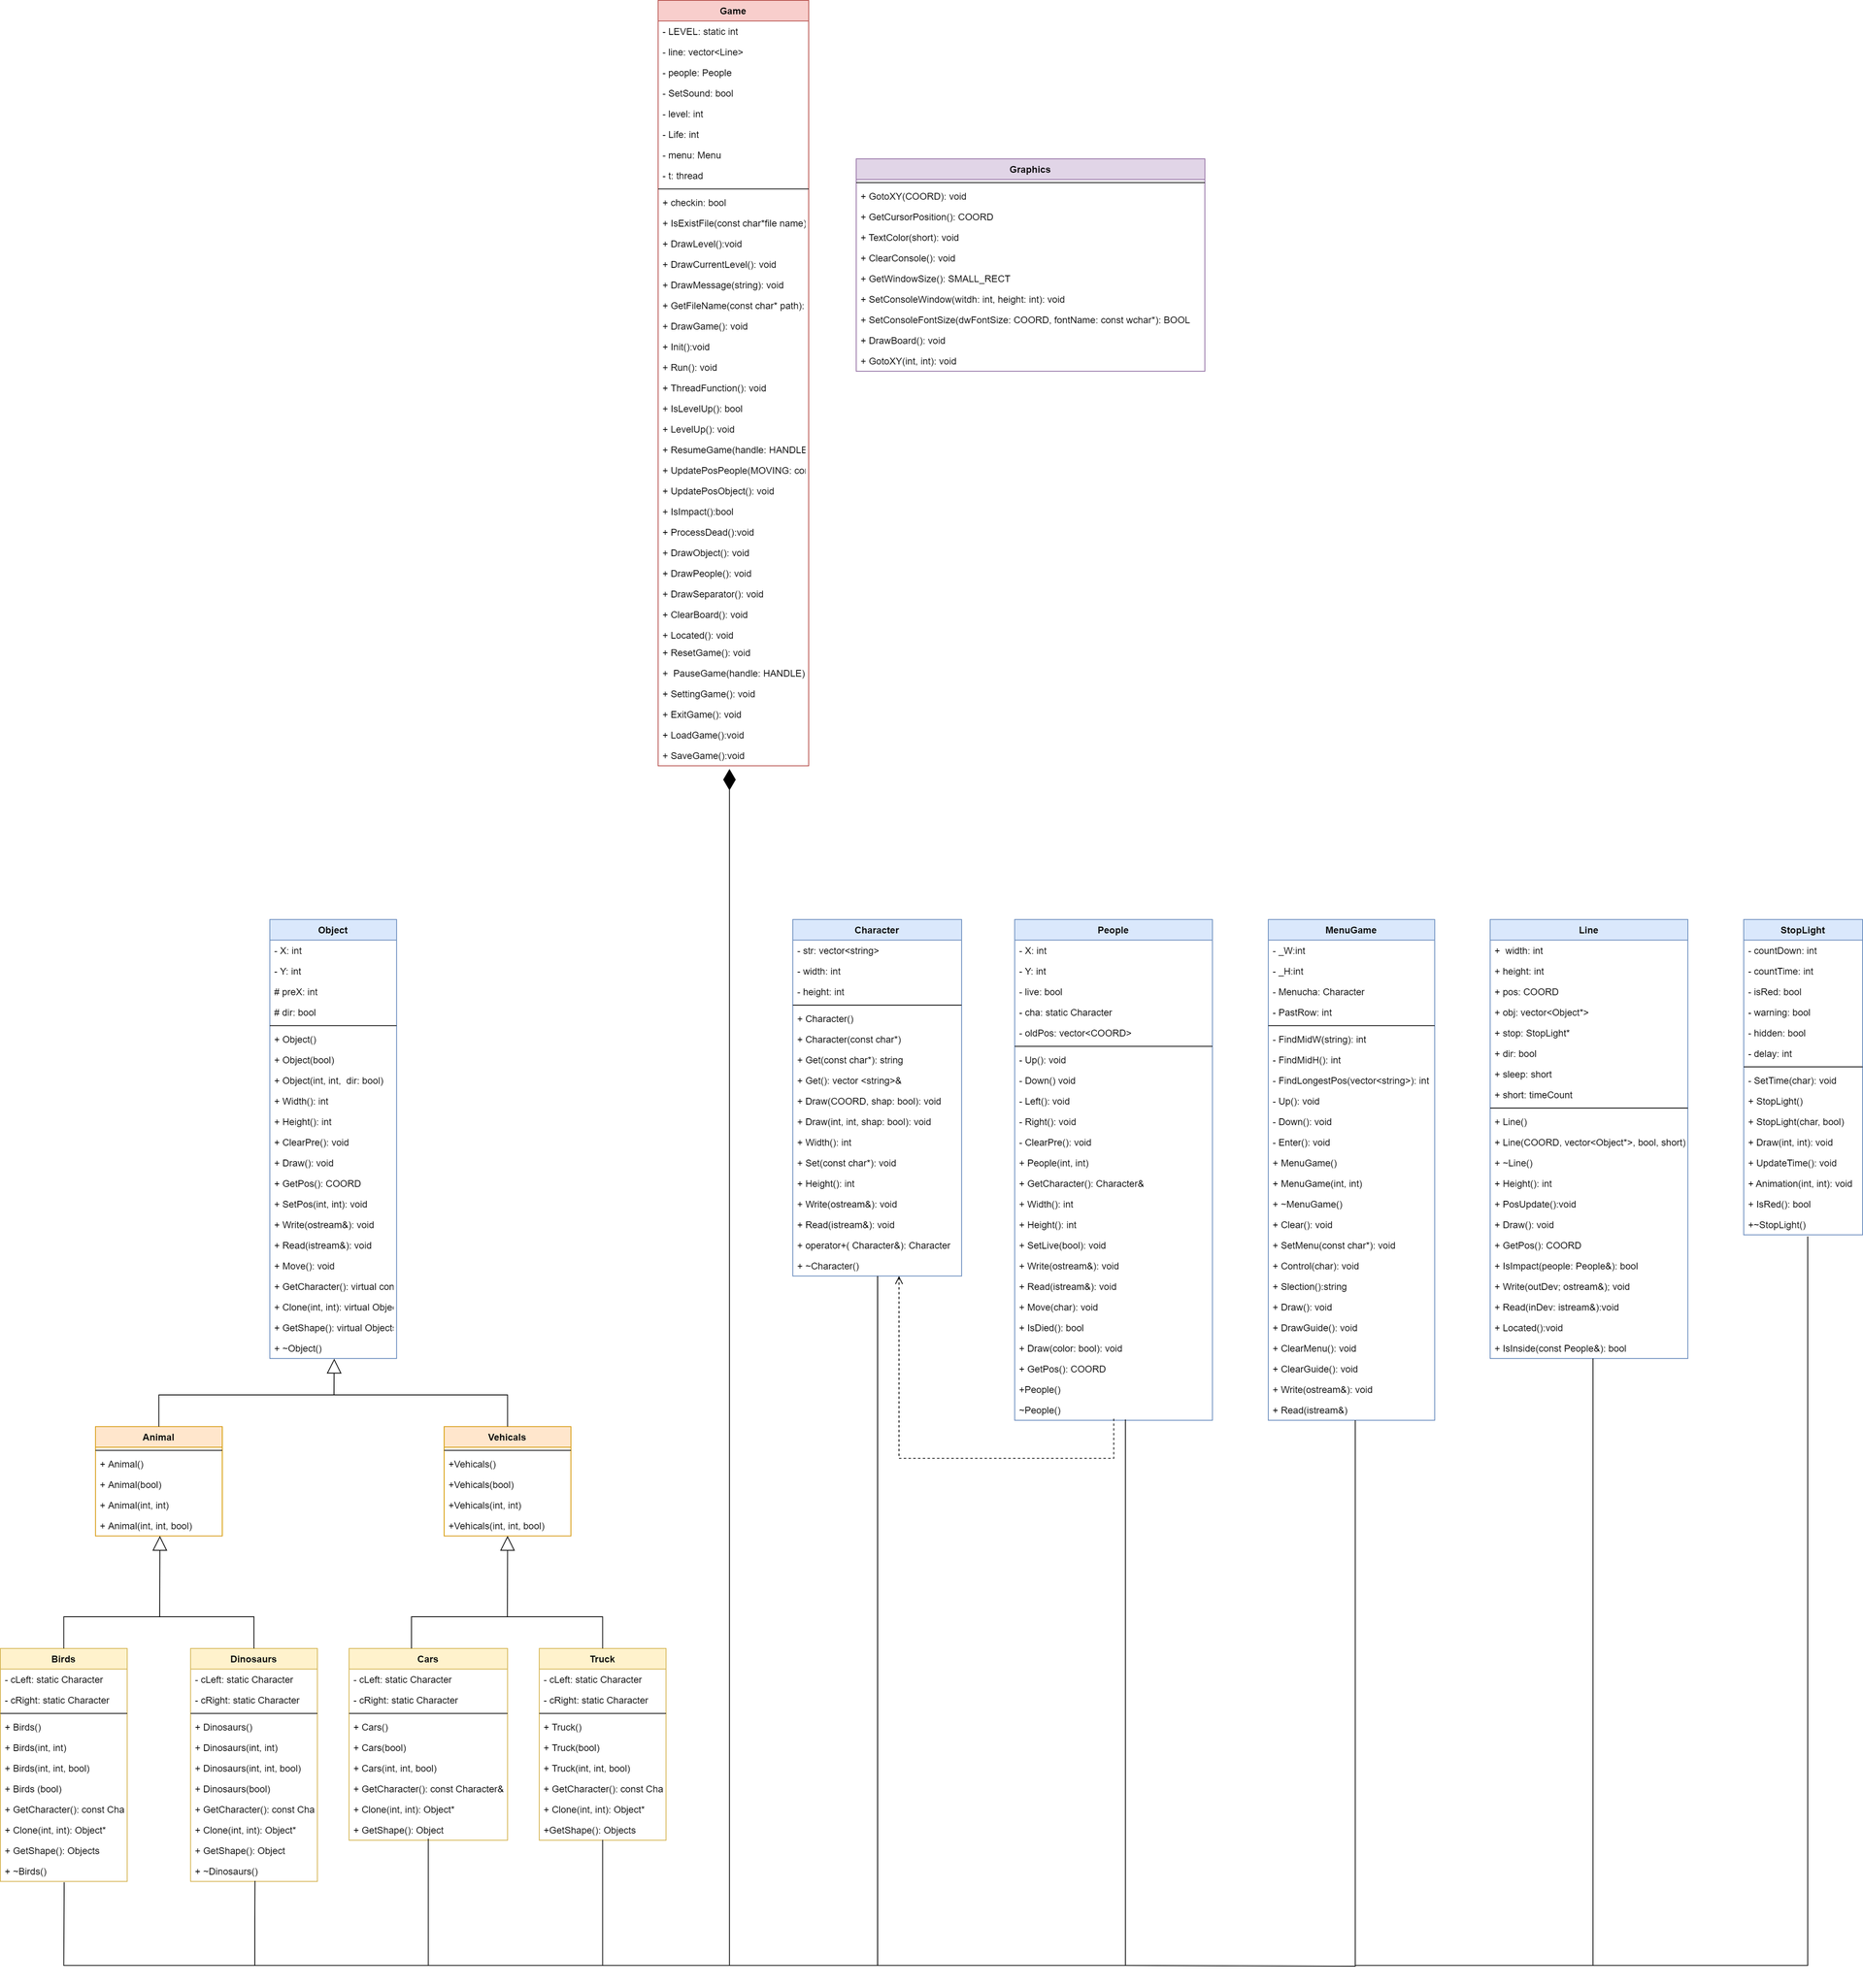 Game
- LEVEL: static int
- line: vector<Line>
- people: People
- SetSound: bool
- level: int
- Life: int
- menu: Menu
- t: thread
+ checkin: bool
+ IsExistFile(const char*file name)
+ DrawLevel():void
+ DrawCurrentLevel(): void
+ DrawMessage(string): void
+ GetFileName(const char* path):
+ DrawGame(): void
+ Init():void
+ Run(): void
+ ThreadFunction(): void
+ IsLevelUp(): bool
+ LevelUp(): void
+ ResumeGame(handle: HANDLE
+ UpdatePosPeople(MOVING: con
+ UpdatePosObject(): void
+ IsImpact():bool
+ ProcessDead():void
+ DrawObject(): void
+ DrawPeople(): void
+ DrawSeparator(): void
+ ClearBoard(): void
+ Located(): void
+ ResetGame(): void
+  PauseGame(handle: HANDLE)
+ SettingGame(): void
+ ExitGame(): void
+ LoadGame():void
+ SaveGame():void
Graphics
+ GotoXY(COORD): void
+ GetCursorPosition(): COORD
+ TextColor(short): void
+ ClearConsole(): void
+ GetWindowSize(): SMALL_RECT
+ SetConsoleWindow(witdh: int, height: int): void
+ SetConsoleFontSize(dwFontSize: COORD, fontName: const wchar*): BOOL
+ DrawBoard(): void
+ GotoXY(int, int): void
Object
- X: int
- Y: int
# preX: int
# dir: bool
+ Object()
+ Object(bool)
+ Object(int, int,  dir: bool)
+ Width(): int
+ Height(): int
+ ClearPre(): void
+ Draw(): void
+ GetPos(): COORD
+ SetPos(int, int): void
+ Write(ostream&): void
+ Read(istream&): void
+ Move(): void
+ GetCharacter(): virtual con
+ Clone(int, int): virtual Obje
+ GetShape(): virtual Object
+ ~Object()
Character
- str: vector<string>
- width: int
- height: int
+ Character()
+ Character(const char*)
+ Get(const char*): string
+ Get(): vector <string>&
+ Draw(COORD, shap: bool): void
+ Draw(int, int, shap: bool): void
+ Width(): int
+ Set(const char*): void
+ Height(): int
+ Write(ostream&): void
+ Read(istream&): void
+ operator+( Character&): Character
+ ~Character()
People
- X: int
- Y: int
- live: bool
- cha: static Character
- oldPos: vector<COORD>
- Up(): void
- Down() void
- Left(): void
- Right(): void
- ClearPre(): void
+ People(int, int)
+ GetCharacter(): Character&
+ Width(): int
+ Height(): int
+ SetLive(bool): void
+ Write(ostream&): void
+ Read(istream&): void
+ Move(char): void
+ IsDied(): bool
+ Draw(color: bool): void
+ GetPos(): COORD
+People()
~People()
MenuGame
- _W:int
- _H:int
- Menucha: Character
- PastRow: int
- FindMidW(string): int
- FindMidH(): int
- FindLongestPos(vector<string>): int
- Up(): void
- Down(): void
- Enter(): void
+ MenuGame()
+ MenuGame(int, int)
+ ~MenuGame()
+ Clear(): void
+ SetMenu(const char*): void
+ Control(char): void
+ Slection():string
+ Draw(): void
+ DrawGuide(): void
+ ClearMenu(): void
+ ClearGuide(): void
+ Write(ostream&): void
+ Read(istream&)
Line
+  width: int
+ height: int
+ pos: COORD
+ obj: vector<Object*>
+ stop: StopLight*
+ dir: bool
+ sleep: short
+ short: timeCount
+ Line()
+ Line(COORD, vector<Object*>, bool, short)
+ ~Line()
+ Height(): int
+ PosUpdate():void
+ Draw(): void
+ GetPos(): COORD
+ IsImpact(people: People&): bool
+ Write(outDev; ostream&): void
+ Read(inDev: istream&):void
+ Located():void
+ IsInside(const People&): bool
StopLight
- countDown: int
- countTime: int
- isRed: bool
- warning: bool
- hidden: bool
- delay: int
- SetTime(char): void
+ StopLight()
+ StopLight(char, bool)
+ Draw(int, int): void
+ UpdateTime(): void
+ Animation(int, int): void
+ IsRed(): bool
+~StopLight()
Animal
+ Animal()
+ Animal(bool)
+ Animal(int, int)
+ Animal(int, int, bool)
Vehicals
+Vehicals()
+Vehicals(bool)
+Vehicals(int, int)
+Vehicals(int, int, bool)
Birds
- cLeft: static Character
- cRight: static Character
+ Birds()
+ Birds(int, int)
+ Birds(int, int, bool)
+ Birds (bool)
+ GetCharacter(): const Cha
+ Clone(int, int): Object*
+ GetShape(): Objects
+ ~Birds()
Dinosaurs
- cLeft: static Character
- cRight: static Character
+ Dinosaurs()
+ Dinosaurs(int, int)
+ Dinosaurs(int, int, bool)
+ Dinosaurs(bool)
+ GetCharacter(): const Cha
+ Clone(int, int): Object*
+ GetShape(): Object
+ ~Dinosaurs()
Cars
- cLeft: static Character
- cRight: static Character
+ Cars()
+ Cars(bool)
+ Cars(int, int, bool)
+ GetCharacter(): const Character&
+ Clone(int, int): Object*
+ GetShape(): Object
Truck
- cLeft: static Character
- cRight: static Character
+ Truck()
+ Truck(bool)
+ Truck(int, int, bool)
+ GetCharacter(): const Cha
+ Clone(int, int): Object*
+GetShape(): Objects